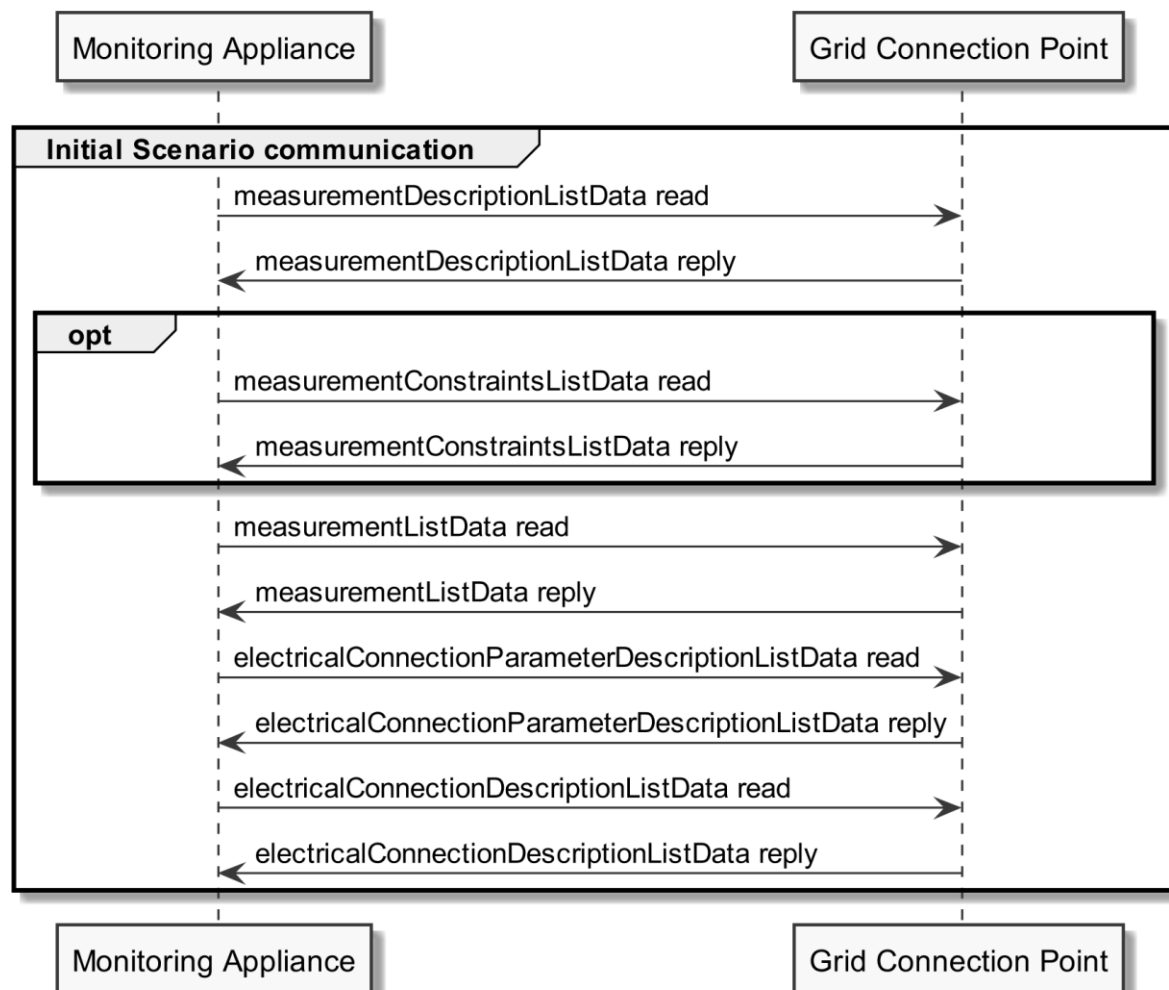 Monitoring Appliance
Grid Connection Point
Initial Scenario communication
measurementDescriptionListData read
measurementDescriptionListData reply
opt
measurementConstraintsListData read
measurementConstraintsListData reply
measurementListData read
measurementListData reply
electricalConnectionParameterDescriptionListData read
electricalConnectionParameterDescriptionListData reply
electricalConnectionDescriptionListData read
electricalConnectionDescriptionListData reply
Monitoring Appliance
Grid Connection Point